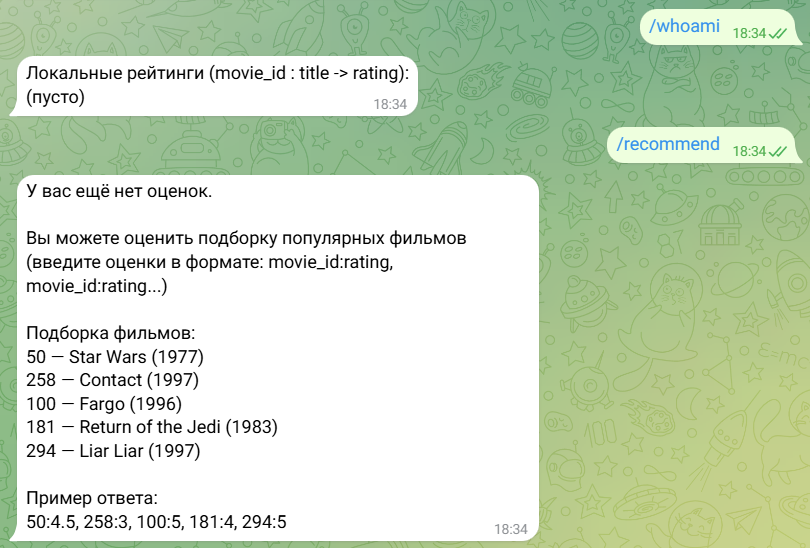 /whoami 18:34
Локальные рейтинги (movie_id : title -> rating):
(пусто)
18:34
/recommend 18:34
У вас ещё нет оценок.
Вы можете оценить подборку популярных фильмов
(введите оценки в формате: movie_id:rating,
movie_id:rating...)
Подборка фильмов:
50 — Star Wars (1977)
258 — Contact (1997)
100 — Fargo (1996)
181 — Return of the Jedi (1983)
294 — Liar Liar (1997)
Пример ответа:
50:4.5, 258:3, 100:5, 181:4, 294:5
18:34